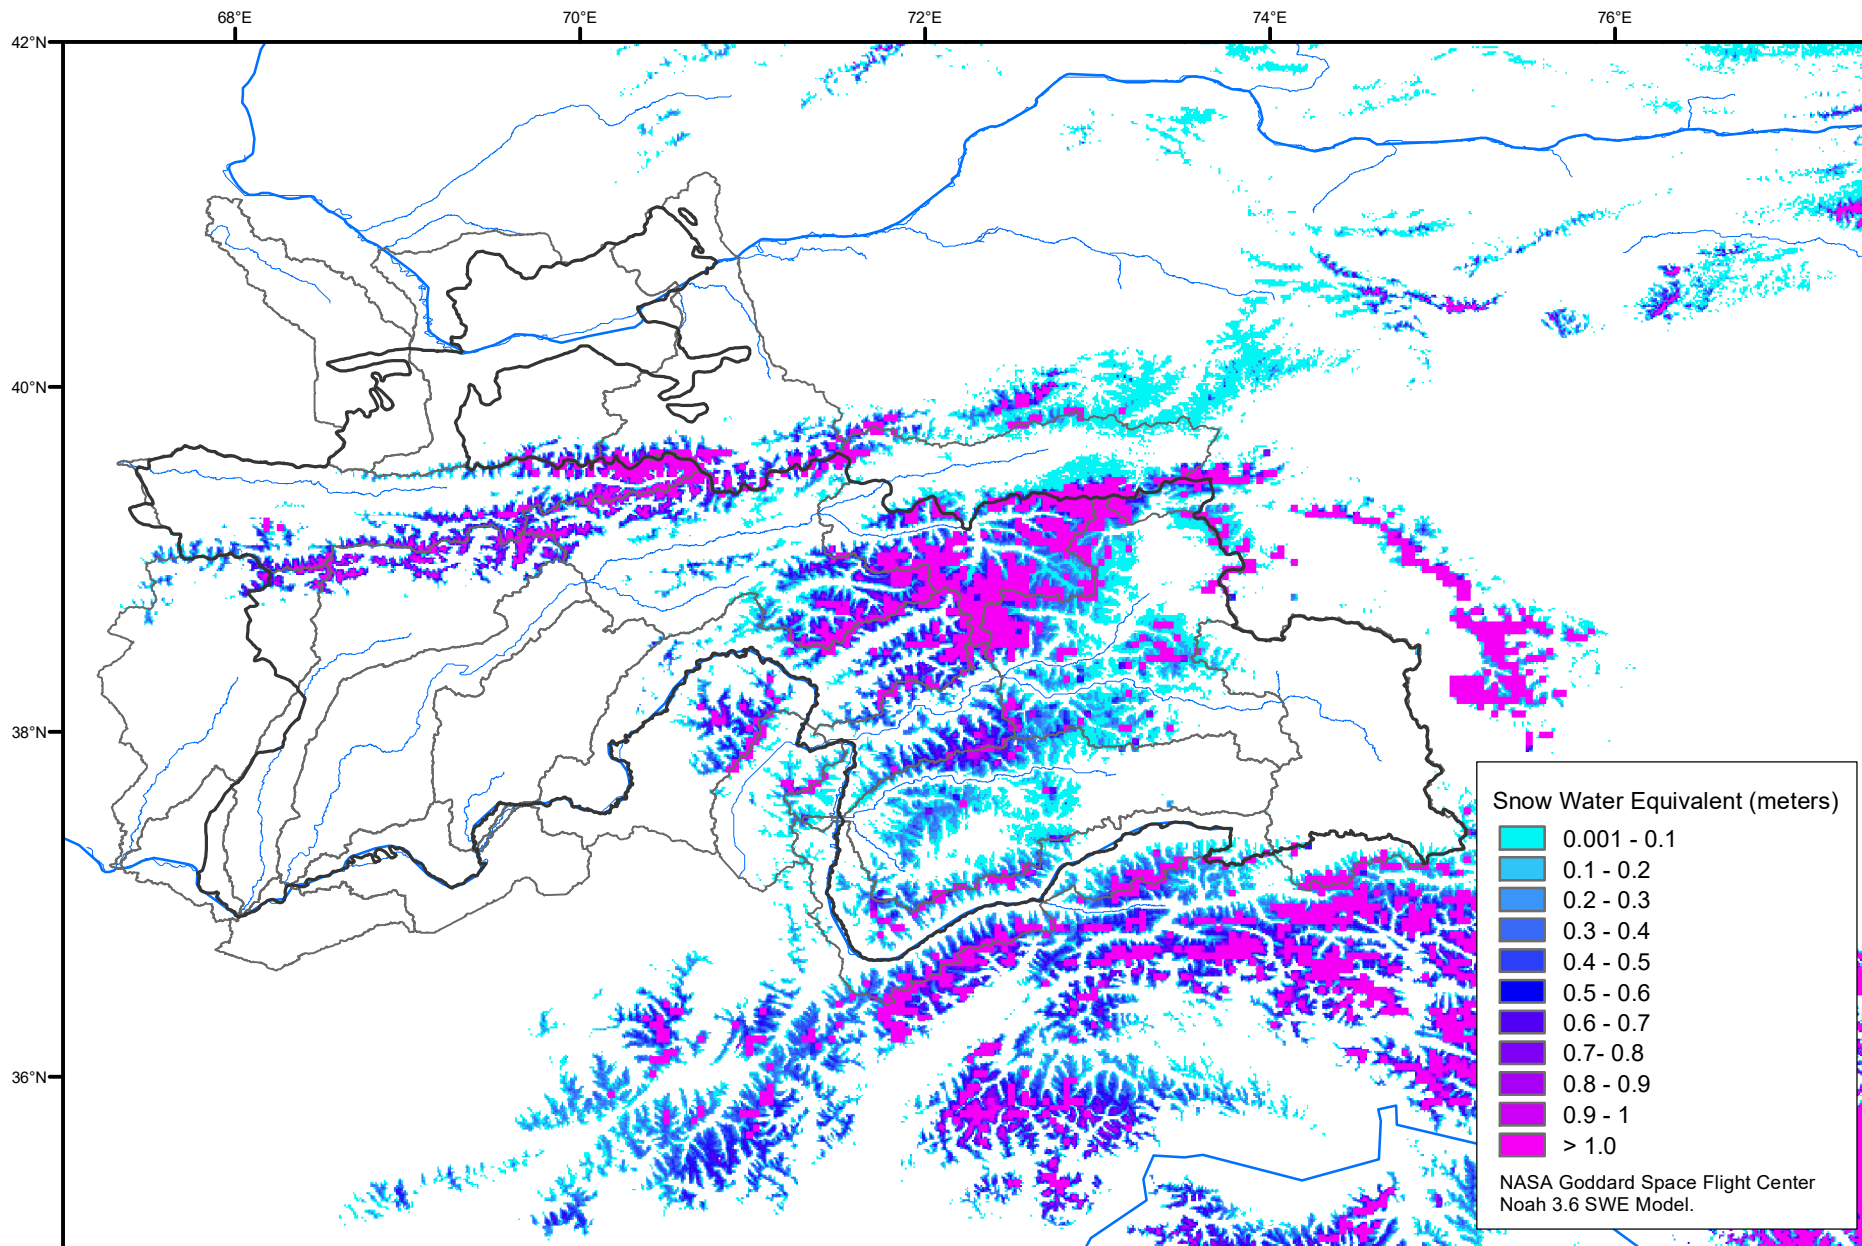 68°E
70°E
72°E
74°E
76°E
42°N
40°N
38°N
36°N
Snow Water Equivalent (meters)
0.001 - 0.1
0.1 - 0.2
0.2 - 0.3
0.3 - 0.4
0.4 - 0.5
0.5 - 0.6
0.6 - 0.7
0.7- 0.8
0.8 - 0.9
0.9 - 1
> 1.0
NASA Goddard Space Flight Center
Noah 3.6 SWE Model.